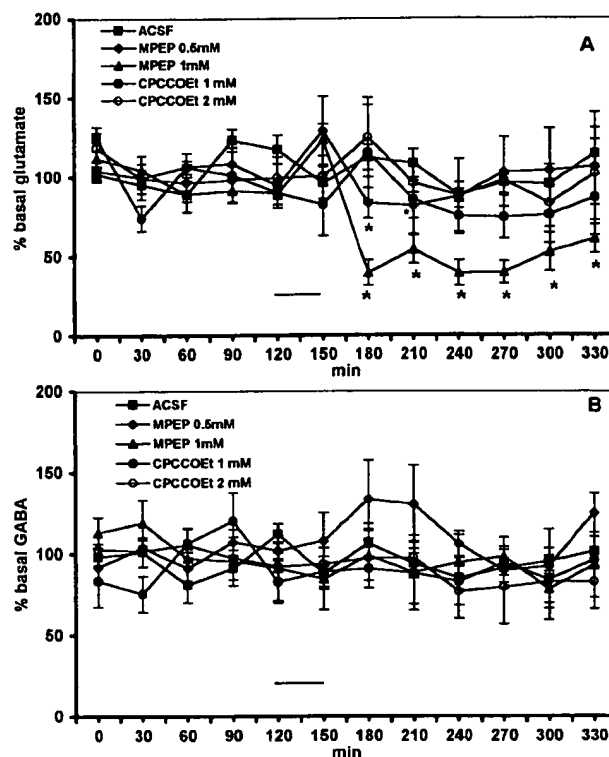 200
150
100
50
0
% basal glutamate
ACSF
MPEP 0.5mM
MPEP 1mM
CPCCOEt 1 mM
CPCCOEt 2 mM
A
*
*
*
*
*
*
*
*
0 30 60 90 120 150 180 210 240 270 300 330
min
200
150
100
50
0
% basal GABA
ACSF
MPEP 0.5mM
MPEP 1mM
CPCCOEt 1 mM
CPCCOEt 2 mM
B
0 30 60 90 120 150 180 210 240 270 300 330
min